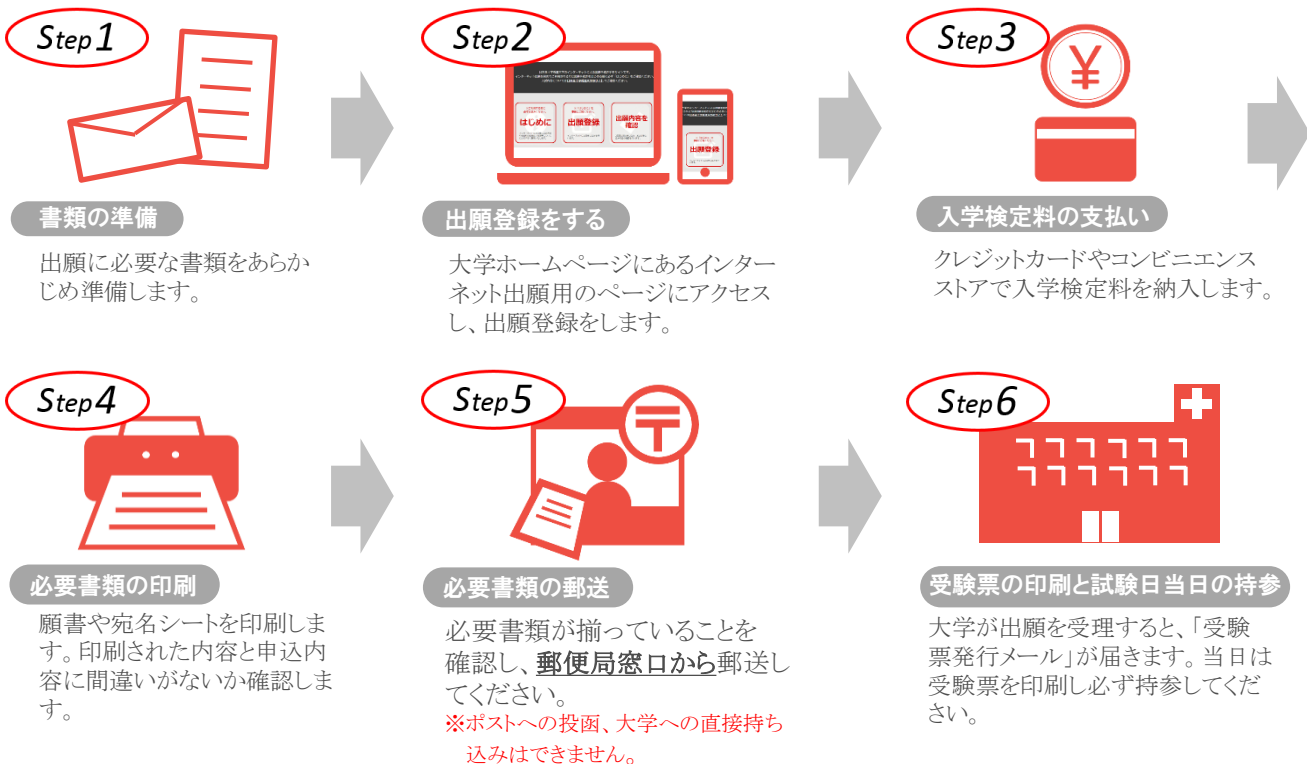 Step1
書類の準備
出願に必要な書類をあらか
じめ準備します。
Step2
はじめに
出願登録
出願内容を
確認
出願登録
出願登録をする
大学ホームページにあるインター
ネット出願用のページにアクセス
し、出願登録をします。
Step3
¥
入学検定料の支払い
クレジットカードやコンビニエンス
ストアで入学検定料を納入します。
Step4
必要書類の印刷
願書や宛名シートを印刷しま
す。印刷された内容と申込内
容に間違いがないか確認しま
す。
Step5
〒
必要書類の郵送
必要書類が揃っていることを
確認し、郵便局窓口から郵送し
てください。
※ポストへの投函、大学への直接持ち
込みはできません。
Step6
受験票の印刷と試験日当日の持参
大学が出願を受理すると、「受験
票発行メール」が届きます。当日は
受験票を印刷し必ず持参してくだ
さい。